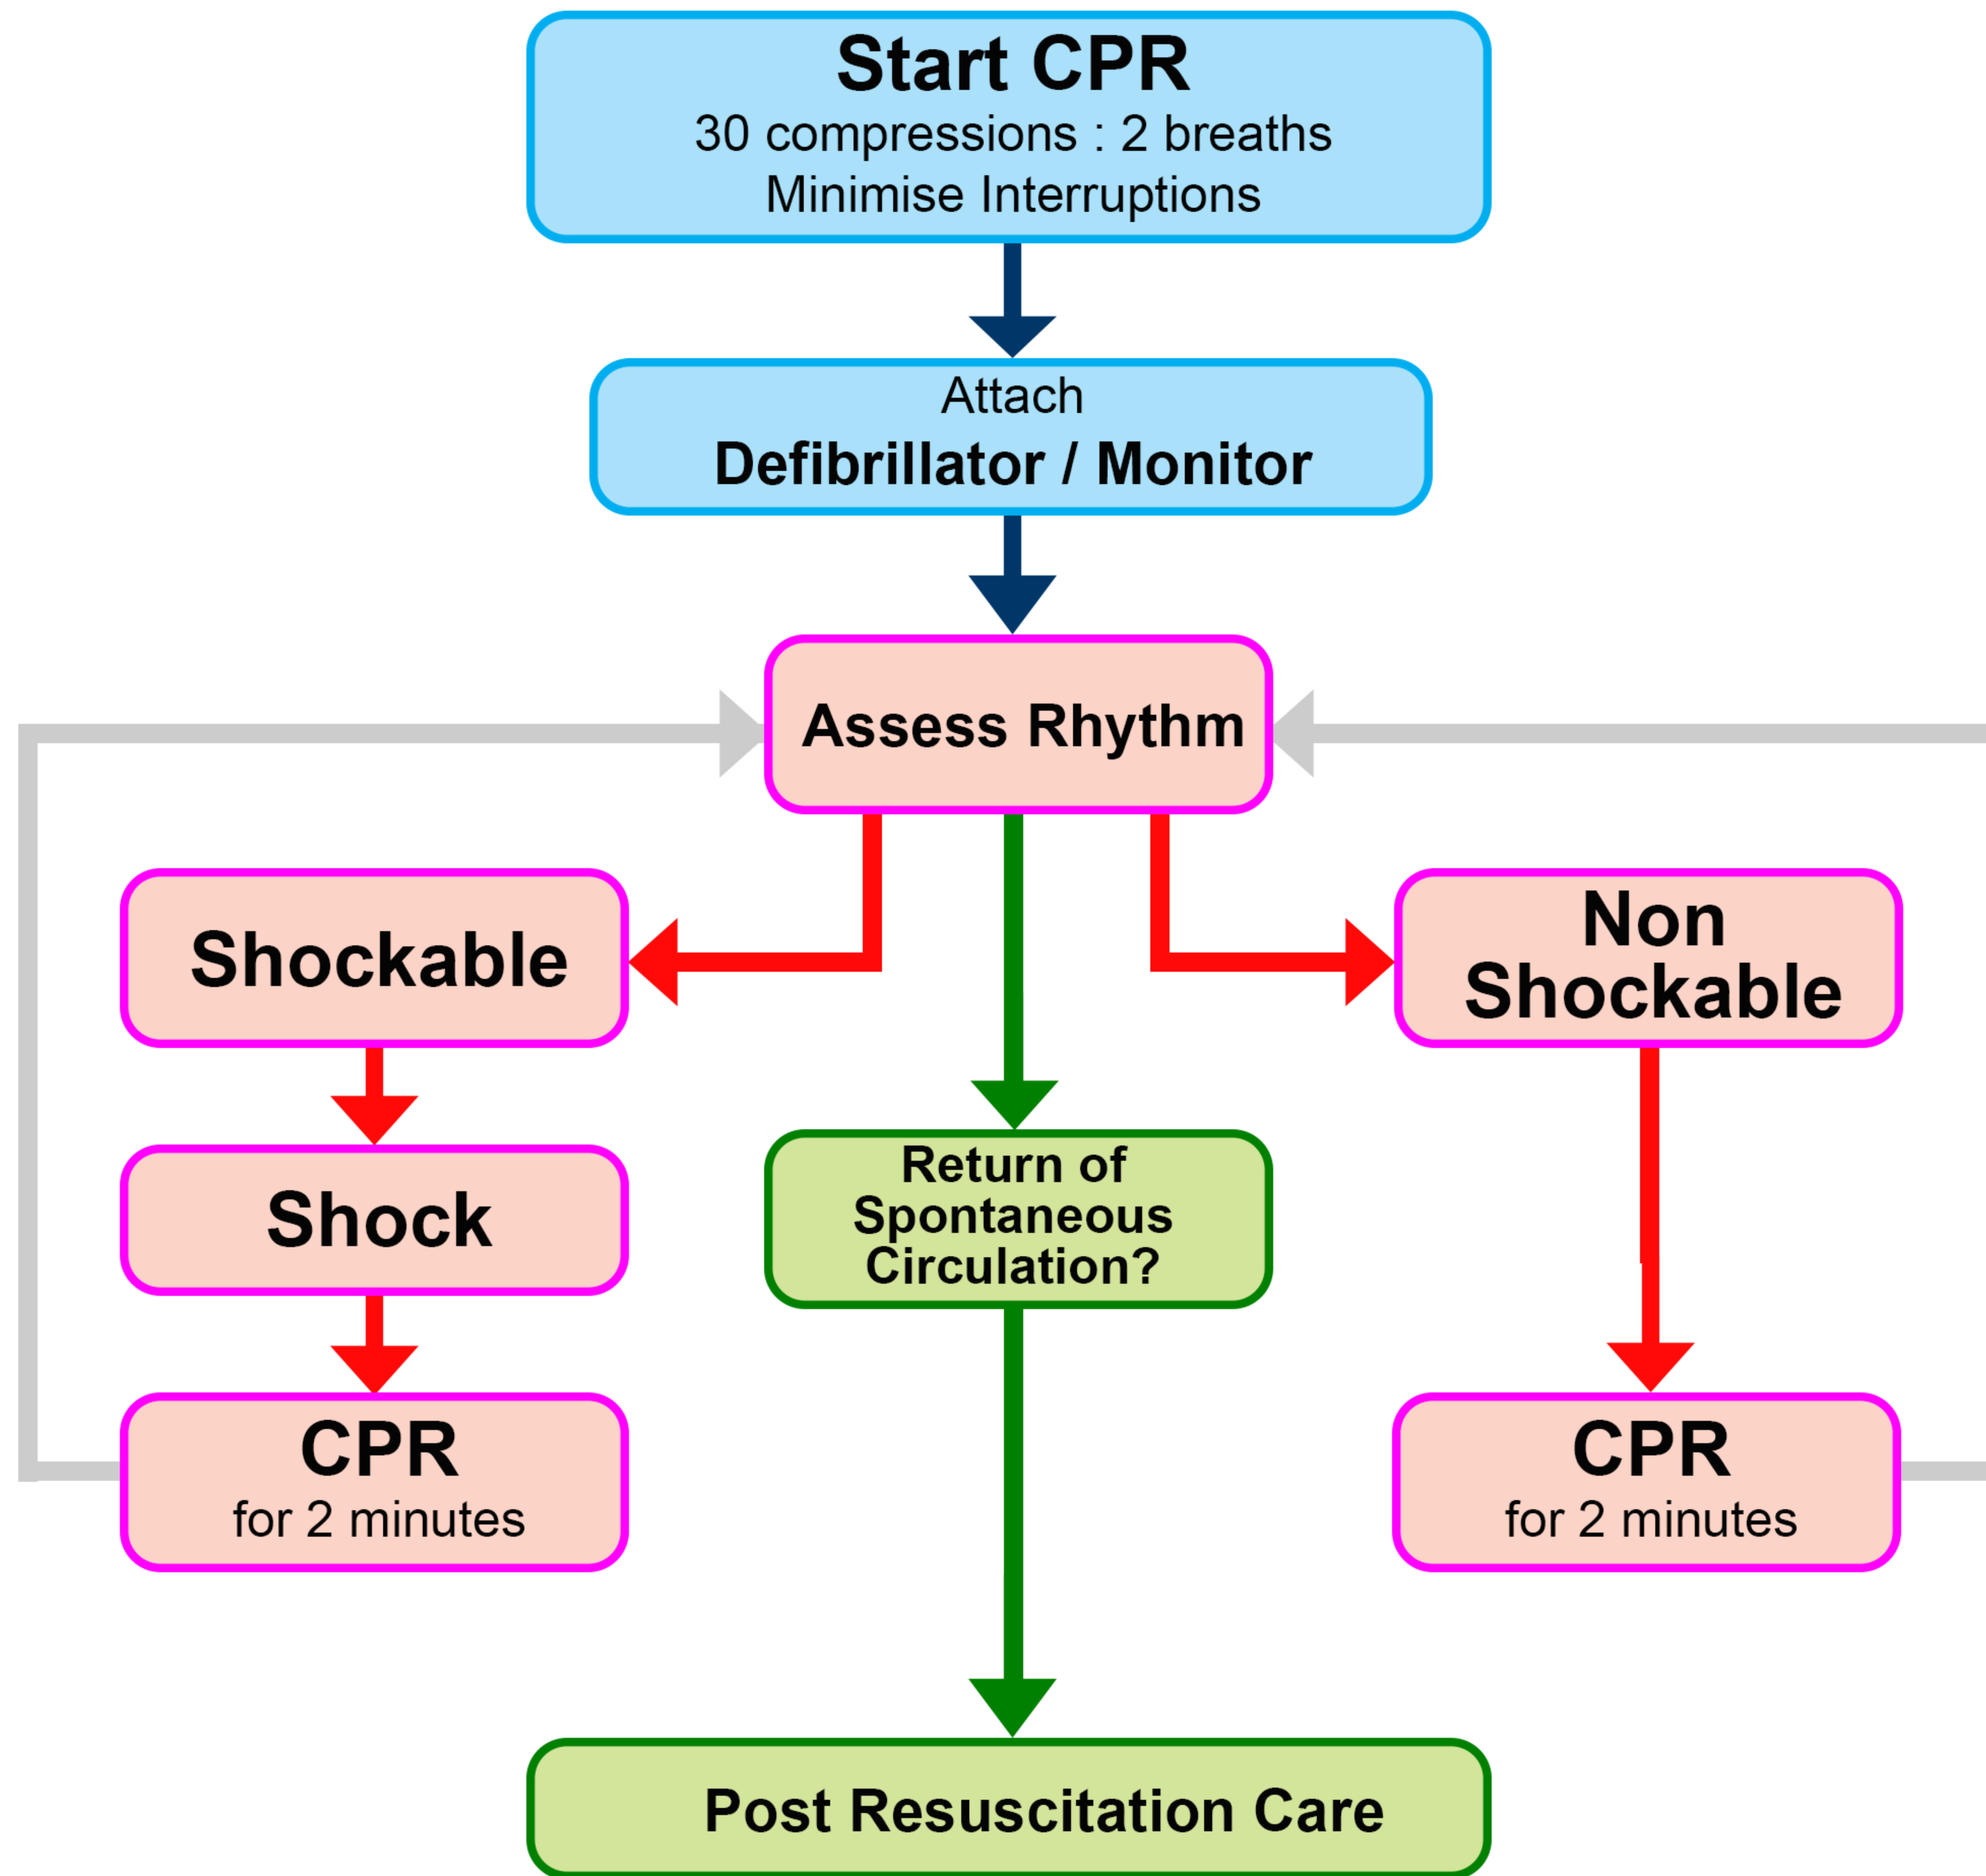 Start CPR
30 compressions : 2 breaths
Minimise Interruptions
Attach
Defibrillator / Monitor
Assess Rhythm
Shockable
Non
Shockable
Shock
Return of
Spontaneous
Circulation?
CPR
for 2 minutes
CPR
for 2 minutes
Post Resuscitation Care